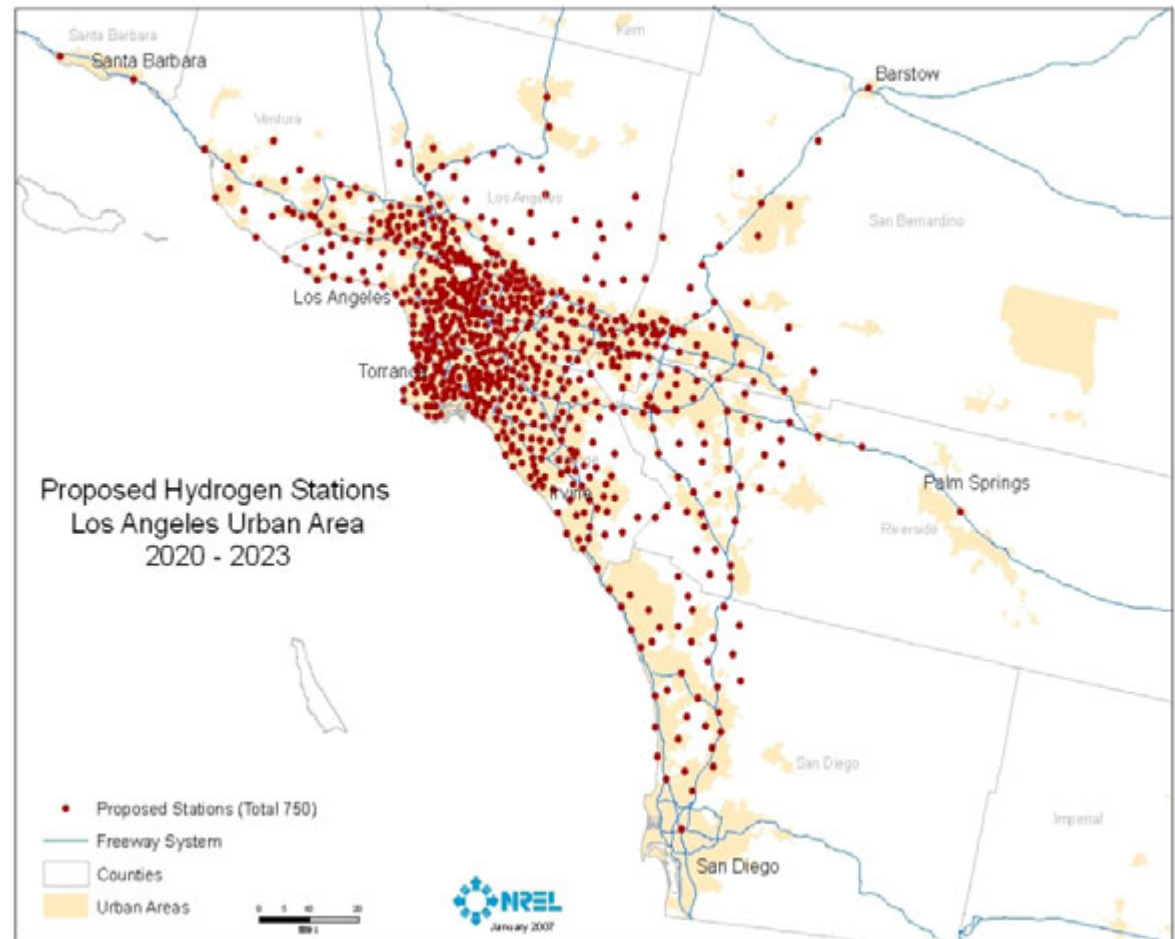 Santa Barbara
Santa Barbara
Kern
Barstow
Ventura
Los Angeles
San Bernardino
Los Angeles
Torrance
Irvine
Palm Springs
Riverside
Proposed Hydrogen Stations
Los Angeles Urban Area
2020 - 2023
San Diego
Imperial
San Diego
Proposed Stations (Total 750)
Freeway System
Counties
Urban Areas
0
20
NREL
January 2007